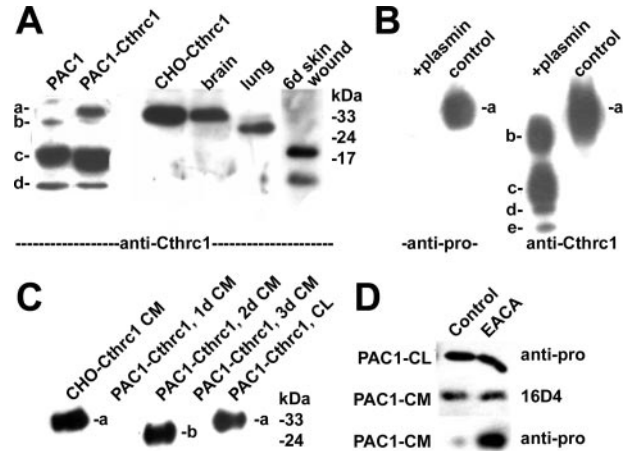 A
PAC1
PAC1-Cthrc1
CHO-Cthrc1
brain
lung
6d skin
wound
kDa
-33
-24
-17
a-
b-
c-
d-
-----------------anti-Cthrc1-------------------
B
+plasmin
control
-a
+plasmin
control
-a
b-
c-
d-
e-
-anti-pro-
anti-Cthrc1
C
CHO-Cthrc1 CM
PAC1-Cthrc1, 1d CM
PAC1-Cthrc1, 2d CM
PAC1-Cthrc1, 3d CM
PAC1-Cthrc1, CL
kDa
-a
-b
-a
-33
-24
D
Control
EACA
PAC1-CL
anti-pro
PAC1-CM
16D4
PAC1-CM
anti-pro